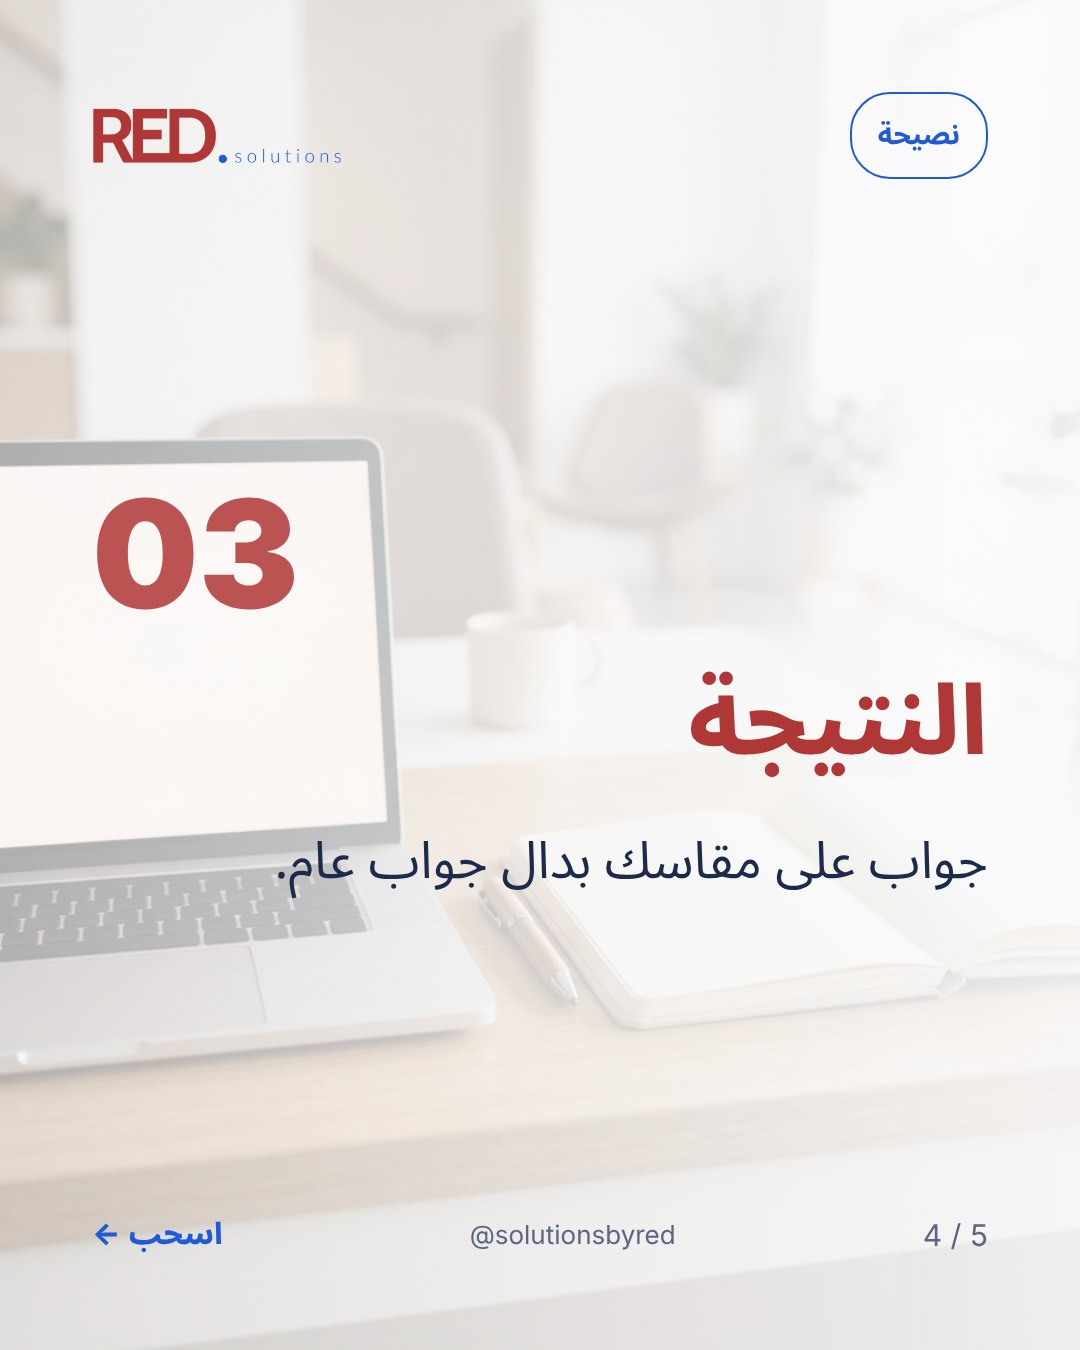 RED.solutions
نصيحة
03
النتيجة
جواب على مقاسك بدال جواب عام.
اسحب ←
@solutionsbyred
4 / 5